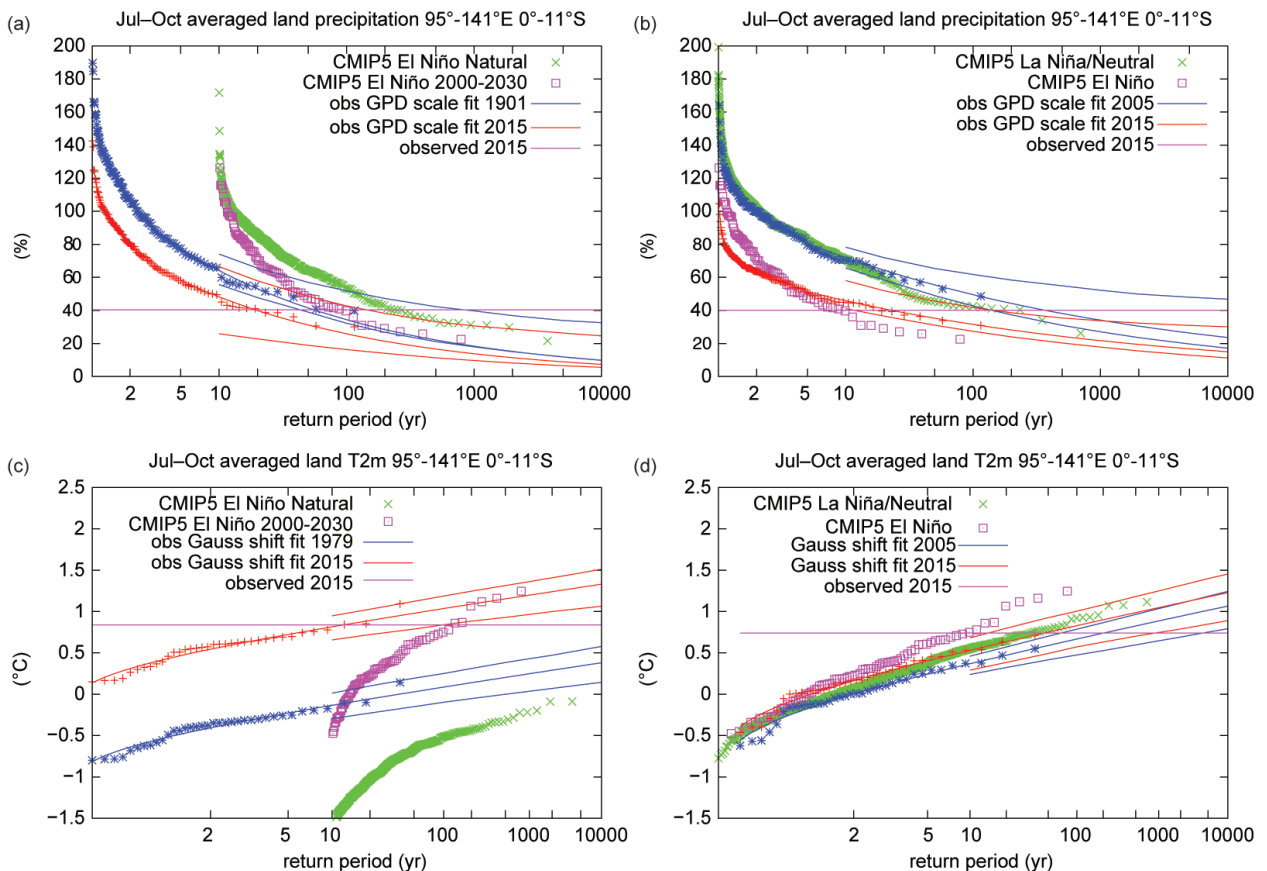 (a)
Jul–Oct averaged land precipitation 95°-141°E 0°-11°S
CMIP5 El Niño Natural
CMIP5 El Niño 2000-2030
obs GPD scale fit 1901
obs GPD scale fit 2015
observed 2015
200
180
160
140
120
100
80
60
40
20
0
(%)
2 5 10 100 1000 10000
return period (yr)
(b)
Jul–Oct averaged land precipitation 95°-141°E 0°-11°S
CMIP5 La Niña/Neutral
CMIP5 El Niño
obs GPD scale fit 2005
obs GPD scale fit 2015
observed 2015
200
180
160
140
120
100
80
60
40
20
0
(%)
2 5 10 100 1000 10000
return period (yr)
(c)
Jul–Oct averaged land T2m 95°-141°E 0°-11°S
CMIP5 El Niño Natural
CMIP5 El Niño 2000-2030
obs Gauss shift fit 1979
obs Gauss shift fit 2015
observed 2015
2.5
2
1.5
1
0.5
0
−0.5
−1
−1.5
(°C)
2 5 10 100 1000 10000
return period (yr)
(d)
Jul–Oct averaged land T2m 95°-141°E 0°-11°S
CMIP5 La Niña/Neutral
CMIP5 El Niño
Gauss shift fit 2005
Gauss shift fit 2015
observed 2015
2.5
2
1.5
1
0.5
0
−0.5
−1
−1.5
(°C)
2 5 10 100 1000 10000
return period (yr)